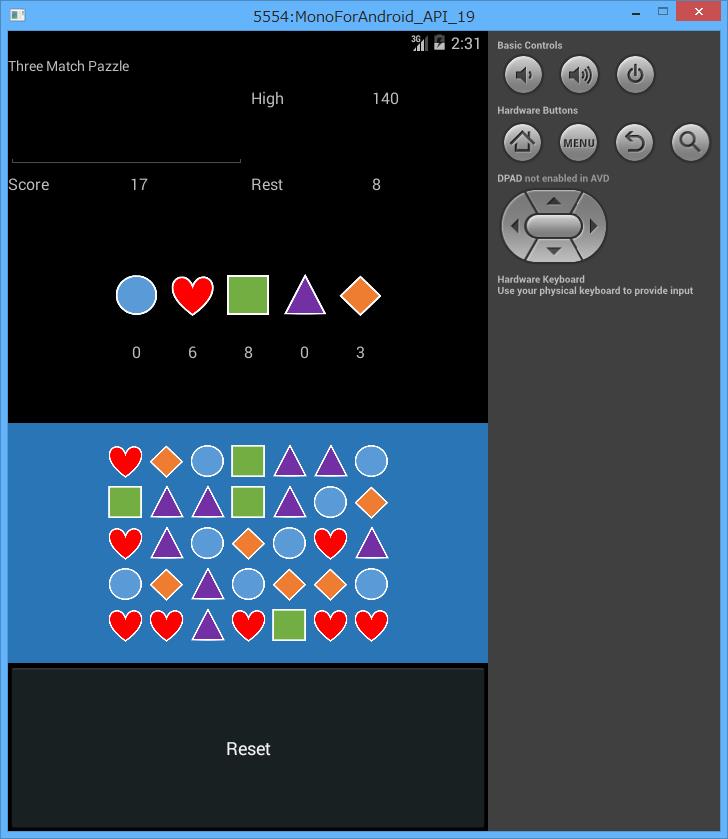 5554:MonoForAndroid_API_19
3G 2:31
Three Match Pazzle
High 140
Score 17 Rest 8
0 6 8 0 3
Reset
Basic Controls
Hardware Buttons
MENU
DPAD not enabled in AVD
Hardware Keyboard
Use your physical keyboard to provide input